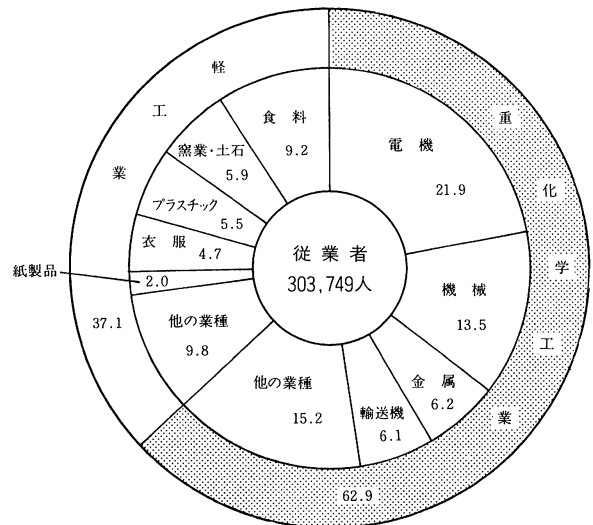 従業者
303,749人
重化学工業
62.9
電機
21.9
機械
13.5
金属
6.2
輸送機
6.1
他の業種
15.2
軽工業
37.1
食料
9.2
窯業・土石
5.9
プラスチック
5.5
衣服
4.7
紙製品
2.0
他の業種
9.8